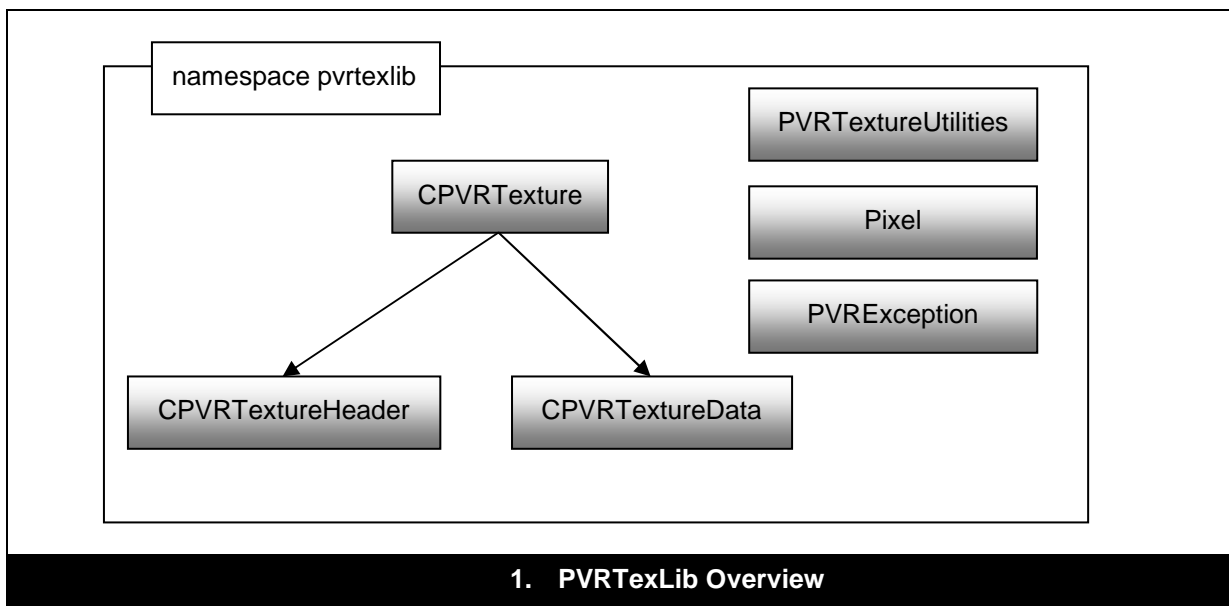 namespace pvrtexlib
PVRTextureUtilities
CPVRTexture
Pixel
PVRException
CPVRTextureHeader
CPVRTextureData
1. PVRTexLib Overview